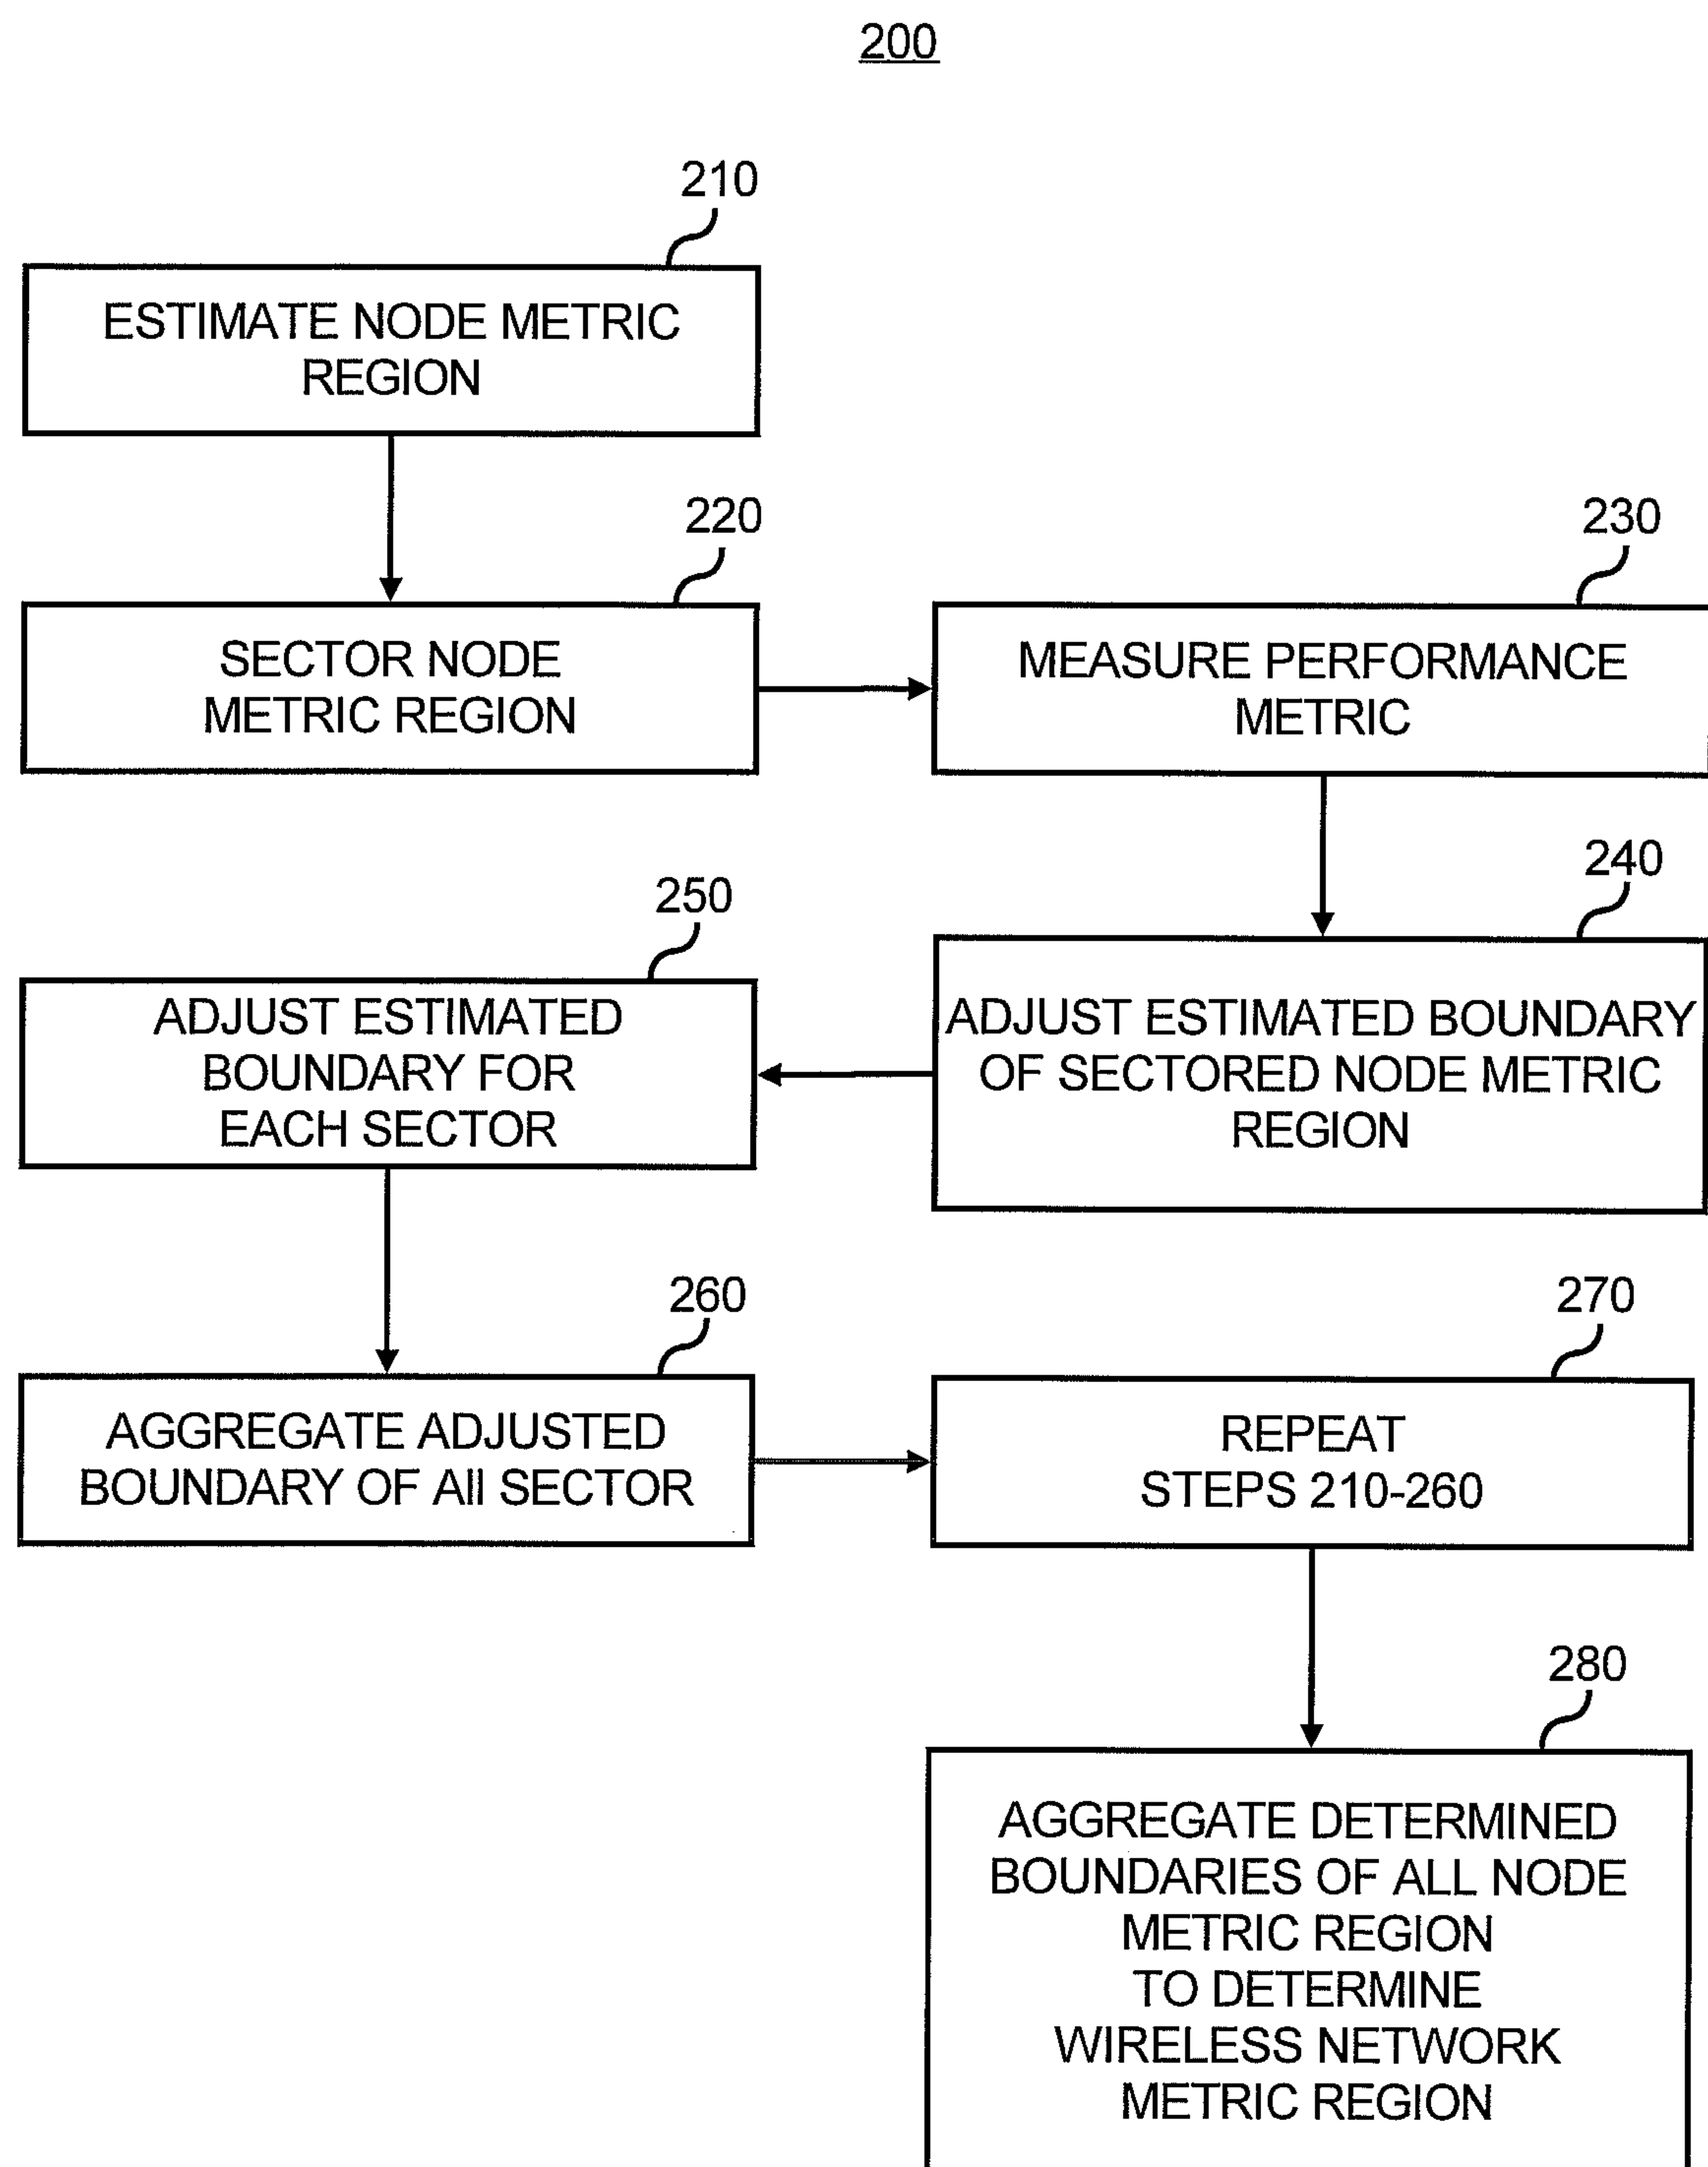 200
210
ESTIMATE NODE METRIC
REGION
220
SECTOR NODE
METRIC REGION
230
MEASURE PERFORMANCE
METRIC
240
ADJUST ESTIMATED BOUNDARY
OF SECTORED NODE METRIC
REGION
250
ADJUST ESTIMATED
BOUNDARY FOR
EACH SECTOR
260
AGGREGATE ADJUSTED
BOUNDARY OF All SECTOR
270
REPEAT
STEPS 210-260
280
AGGREGATE DETERMINED
BOUNDARIES OF ALL NODE
METRIC REGION
TO DETERMINE
WIRELESS NETWORK
METRIC REGION